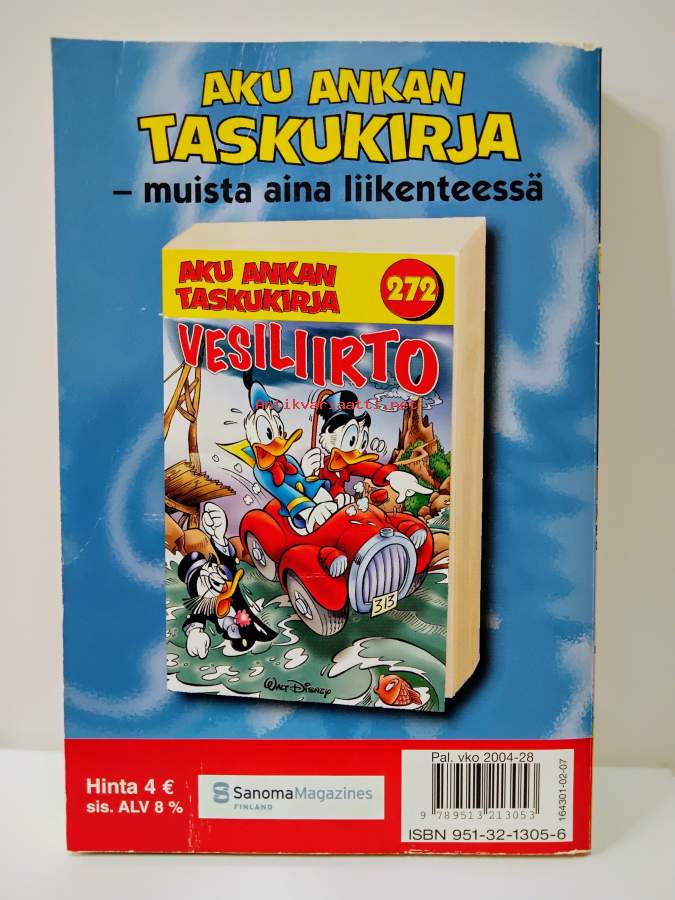 AKU ANKAN
TASKUKIRJA
– muista aina liikenteessä
AKU ANKAN
TASKUKIRJA
272
VESILIIRTO
Antikvariaatti.net
313
Walt Disney
Hinta 4 €
sis. ALV 8 %
SanomaMagazines
FINLAND
Pal. vko 2004-28
9 789513 213053
ISBN 951-32-1305-6
164301-02-07